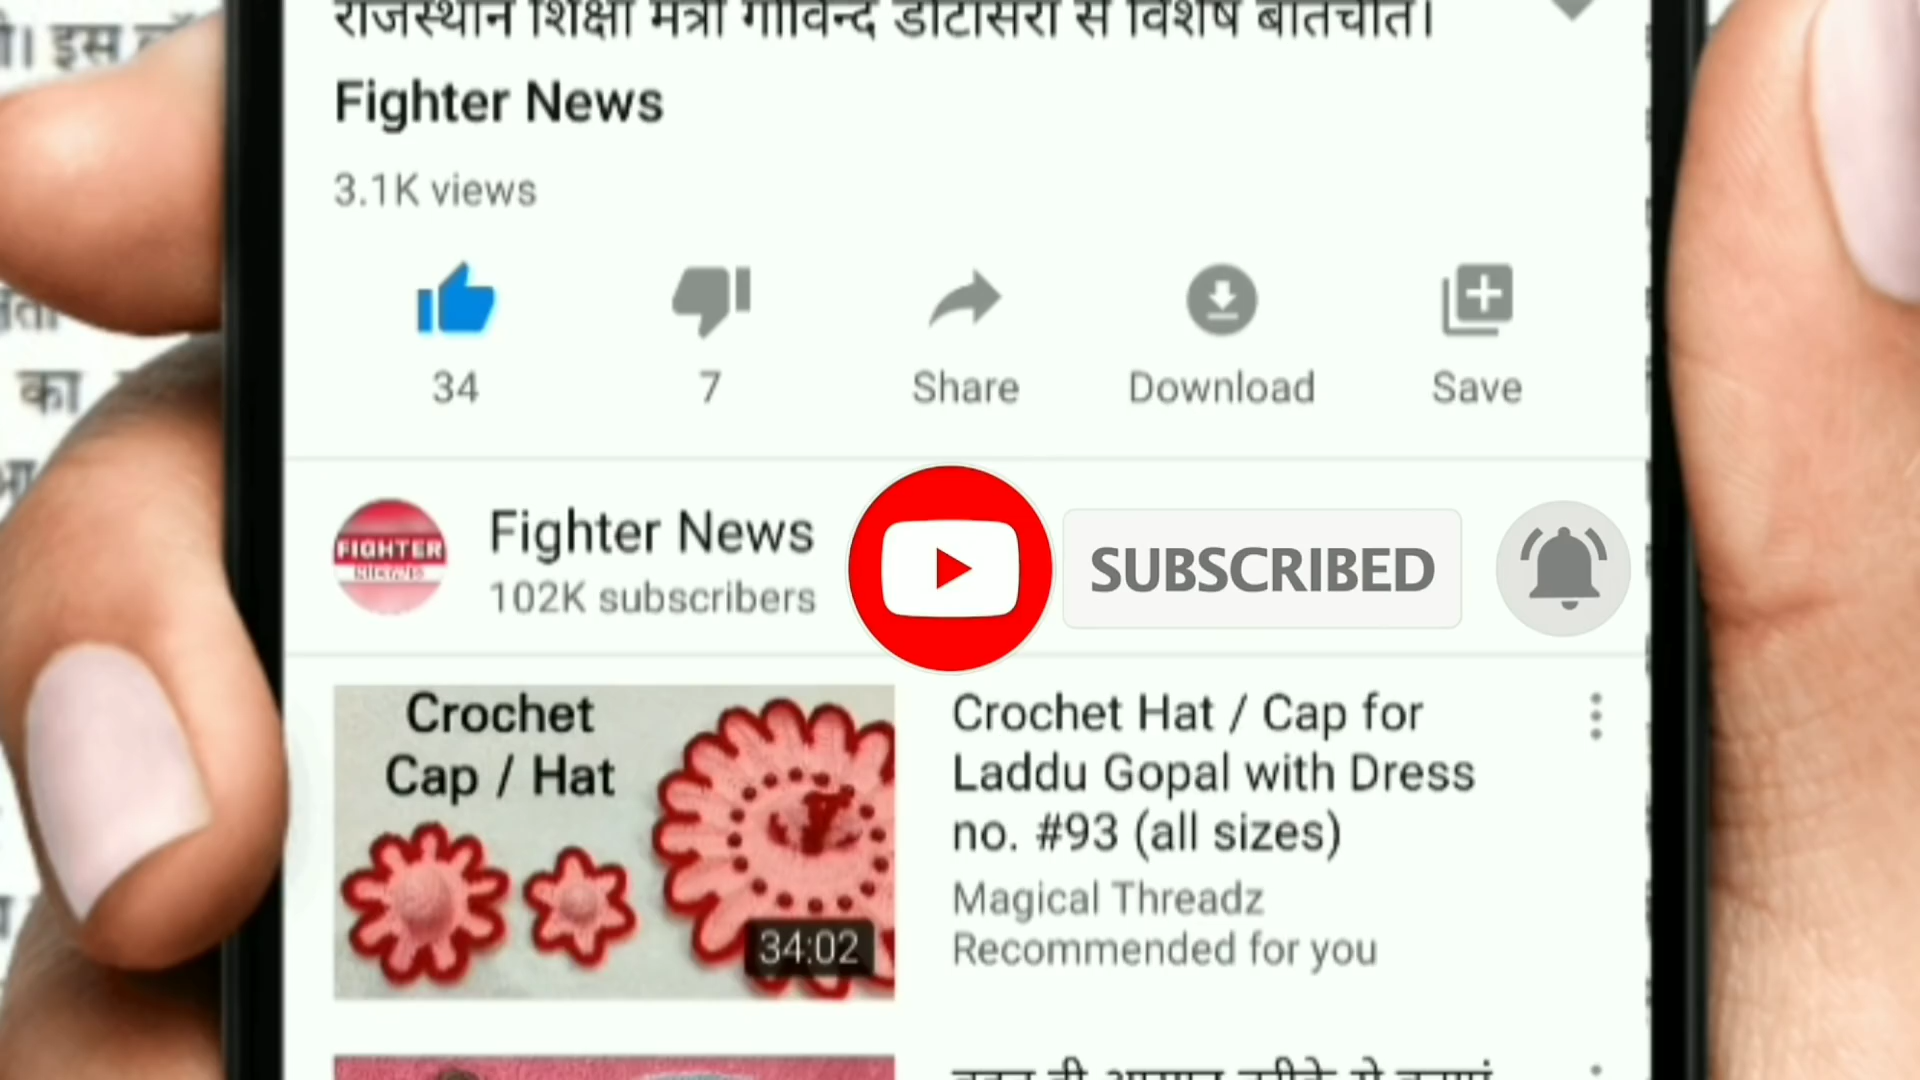 राजस्थान शिक्षा मंत्री गोविन्द डोटासरा से विशेष बातचीत।
Fighter News
3.1K views
34
7
Share
Download
Save
FIGHTER
Fighter News
102K subscribers
SUBSCRIBED
Crochet
Cap / Hat
34:02
Crochet Hat / Cap for
Laddu Gopal with Dress
no. #93 (all sizes)
Magical Threadz
Recommended for you
। इस
का